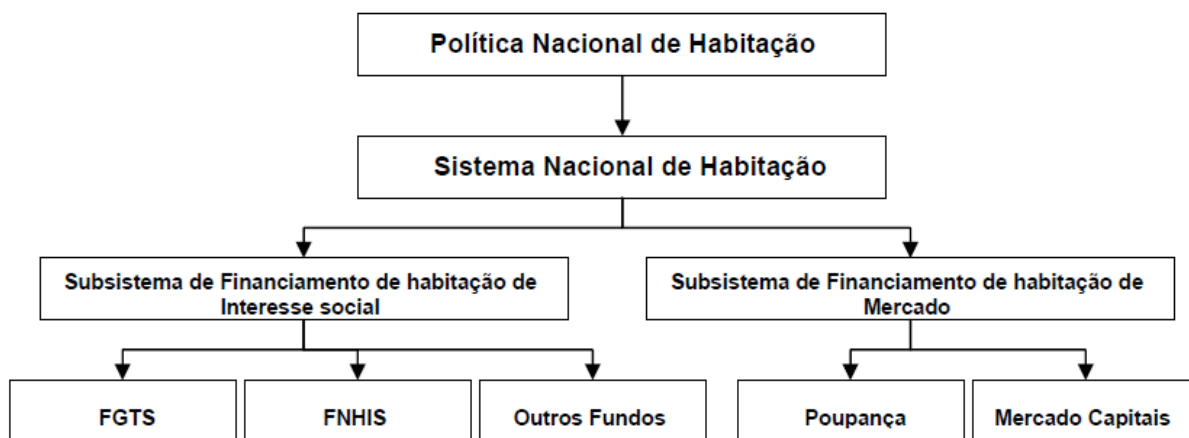 Política Nacional de Habitação
Sistema Nacional de Habitação
Subsistema de Financiamento de habitação de
Interesse social
Subsistema de Financiamento de habitação de
Mercado
FGTS
FNHIS
Outros Fundos
Poupança
Mercado Capitais